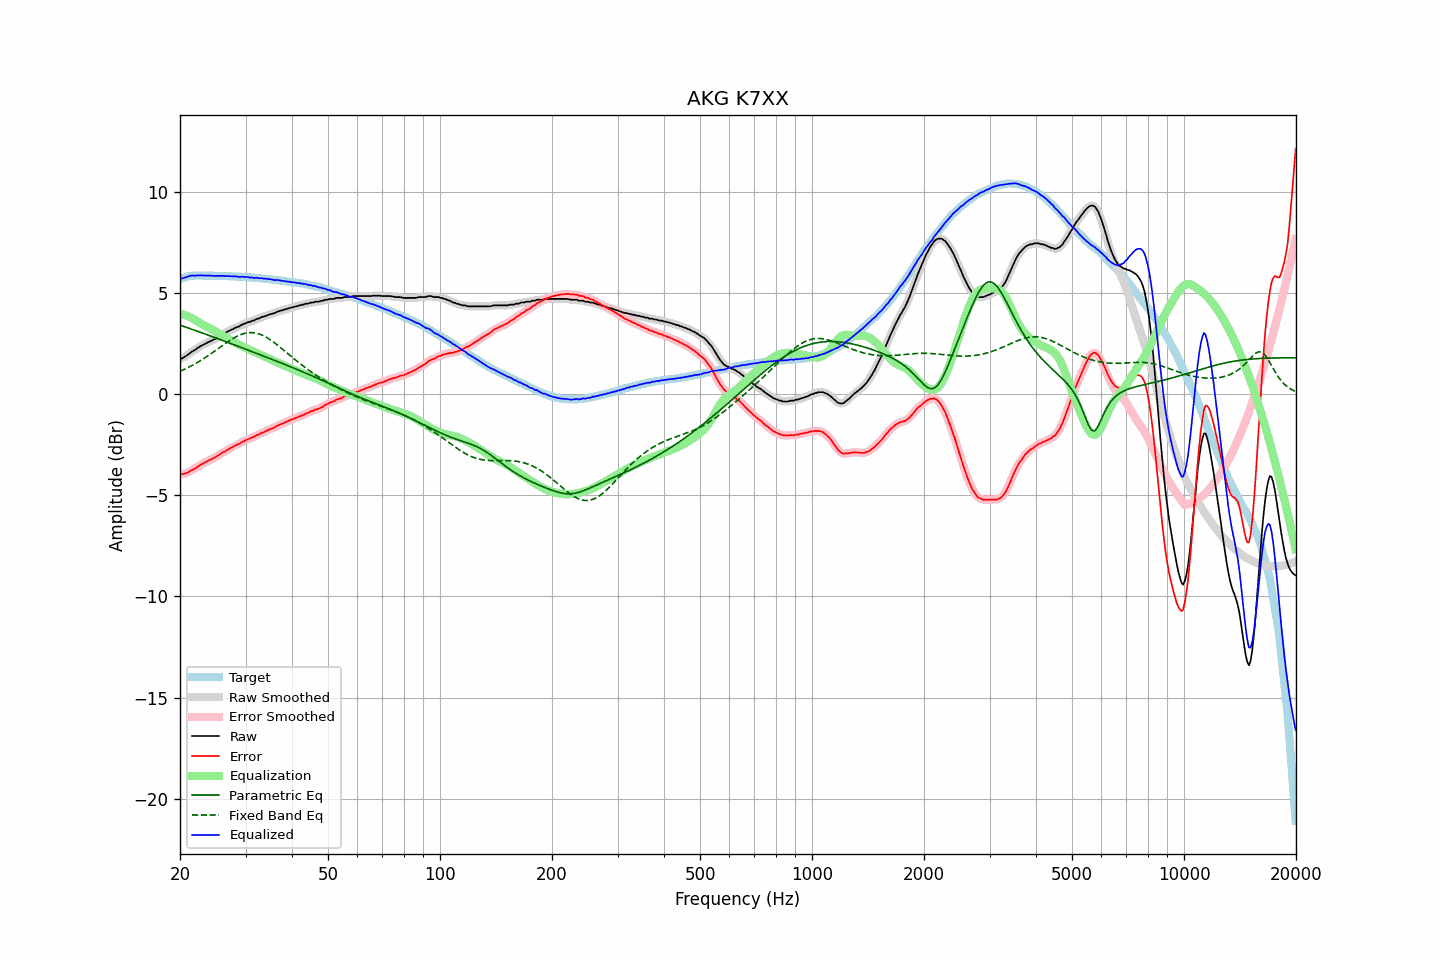 AKG K7XX
Amplitude (dBr)
10
5
0
−5
−10
−15
−20
Target
Raw Smoothed
Error Smoothed
Raw
Error
Equalization
Parametric Eq
Fixed Band Eq
Equalized
20 50 100 200 500 1000 2000 5000 10000 20000
Frequency (Hz)